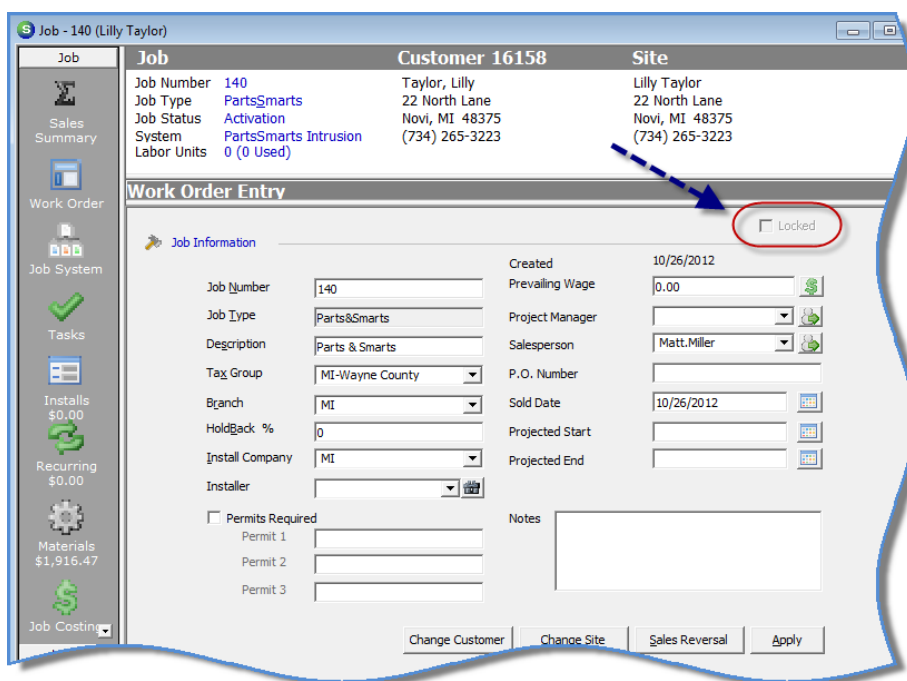 Job - 140 (Lilly Taylor)
Job
Sales
Summary
Work Order
Job System
Tasks
Installs
$0.00
Recurring
$0.00
Materials
$1,916.47
Job Costing
Job Customer 16158 Site
Job Number 140 Taylor, Lilly Lilly Taylor
Job Type PartsSmarts 22 North Lane 22 North Lane
Job Status Activation Novi, MI 48375 Novi, MI 48375
System PartsSmarts Intrusion (734) 265-3223 (734) 265-3223
Labor Units 0 (0 Used)
Work Order Entry
Locked
Job Information
Job Number 140
Job Type Parts&Smarts
Description Parts & Smarts
Tax Group MI-Wayne County
Branch MI
HoldBack % 0
Install Company MI
Installer
Permits Required
Permit 1
Permit 2
Permit 3
Created 10/26/2012
Prevailing Wage 0.00
Project Manager
Salesperson Matt.Miller
P.O. Number
Sold Date 10/26/2012
Projected Start
Projected End
Notes
Change Customer Change Site Sales Reversal Apply